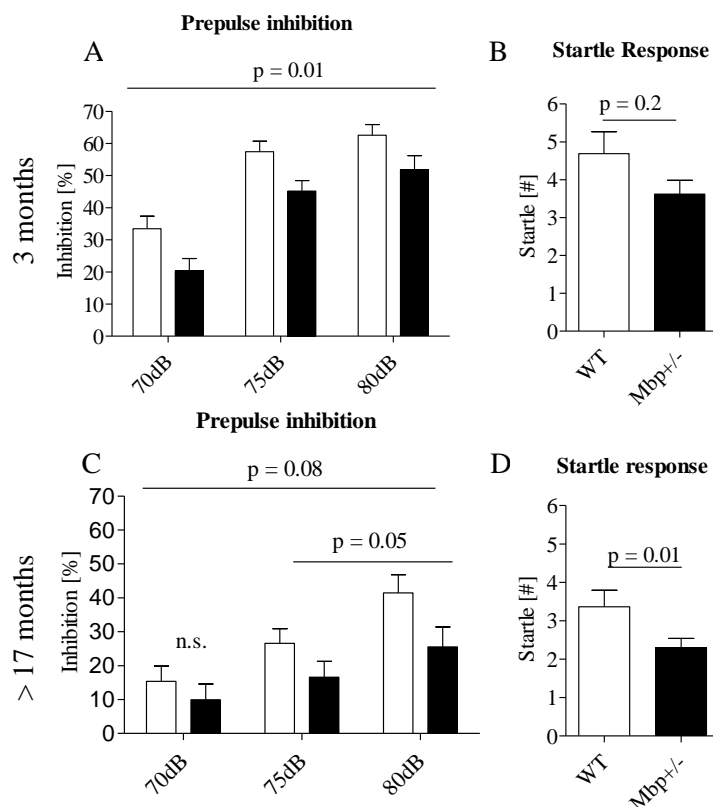 Prepulse inhibition
A
p = 0.01
3 months
Inhibition [%]
70
60
50
40
30
20
10
0
70dB
75dB
80dB
B
Startle Response
p = 0.2
Startle [#]
6
5
4
3
2
1
0
WT
Mbp+/-
Prepulse inhibition
C
p = 0.08
p = 0.05
n.s.
> 17 months
Inhibition [%]
70
60
50
40
30
20
10
0
70dB
75dB
80dB
D
Startle response
p = 0.01
Startle [#]
6
5
4
3
2
1
0
WT
Mbp+/-